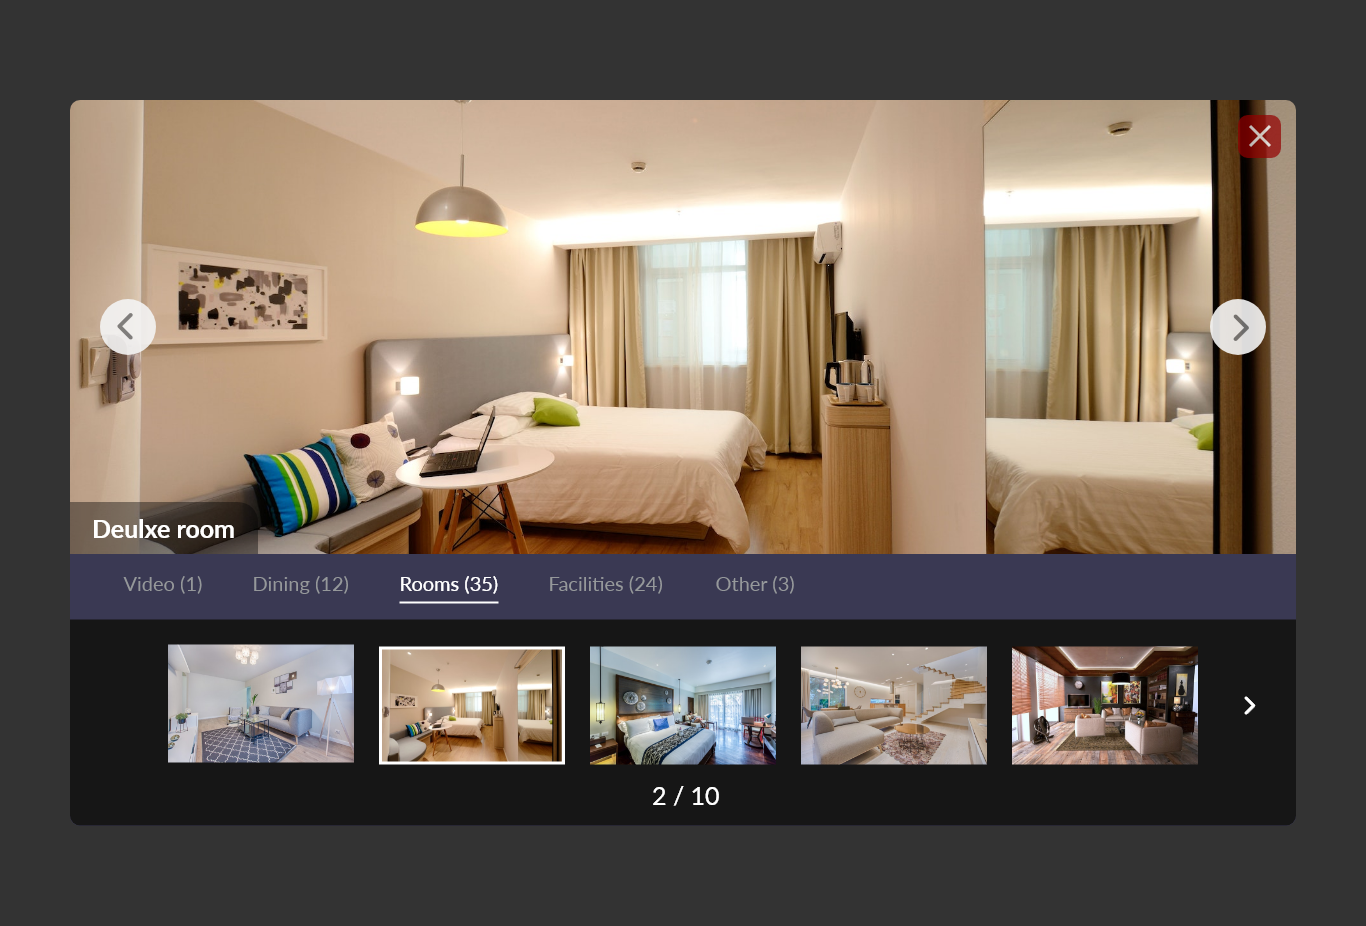 Deulxe room
Video (1) Dining (12) Rooms (35) Facilities (24) Other (3)
2 / 10